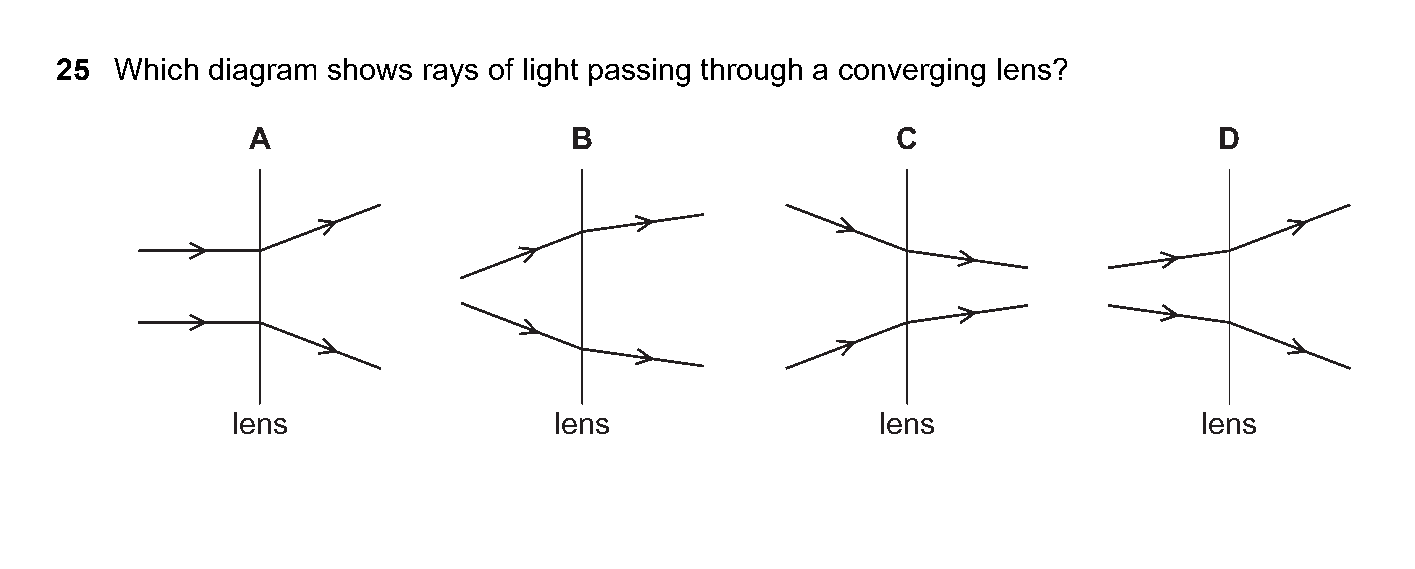 25 Which diagram shows rays of light passing through a converging lens?
A B C D
lens lens lens lens